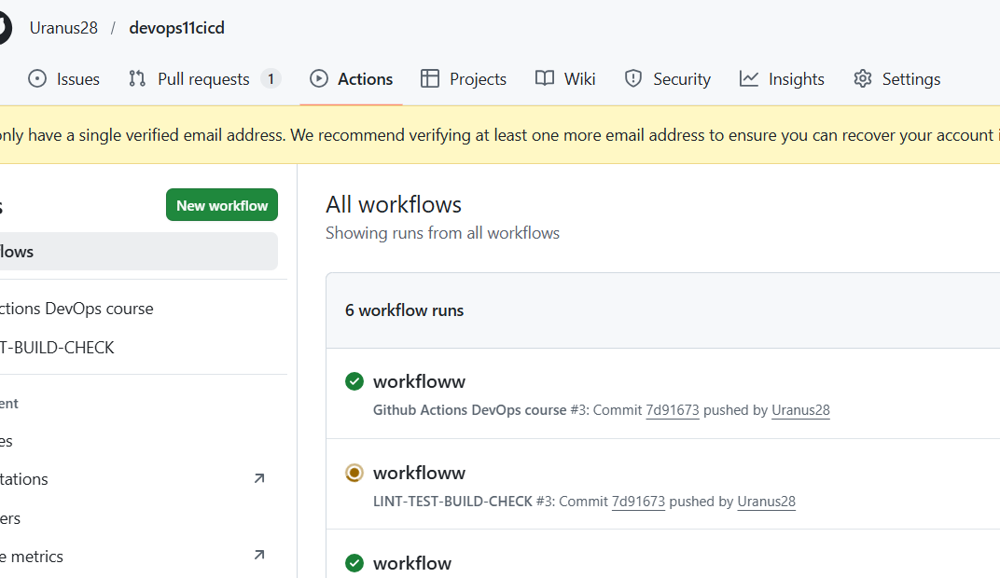 Uranus28 / devops11cicd
Issues Pull requests 1 Actions Projects Wiki Security Insights Settings
only have a single verified email address. We recommend verifying at least one more email address to ensure you can recover your account
New workflow
flows
ctions DevOps course
T-BUILD-CHECK
ent
es
tations
ers
e metrics
All workflows
Showing runs from all workflows
6 workflow runs
workfloww
Github Actions DevOps course #3: Commit 7d91673 pushed by Uranus28
workfloww
LINT-TEST-BUILD-CHECK #3: Commit 7d91673 pushed by Uranus28
workflow